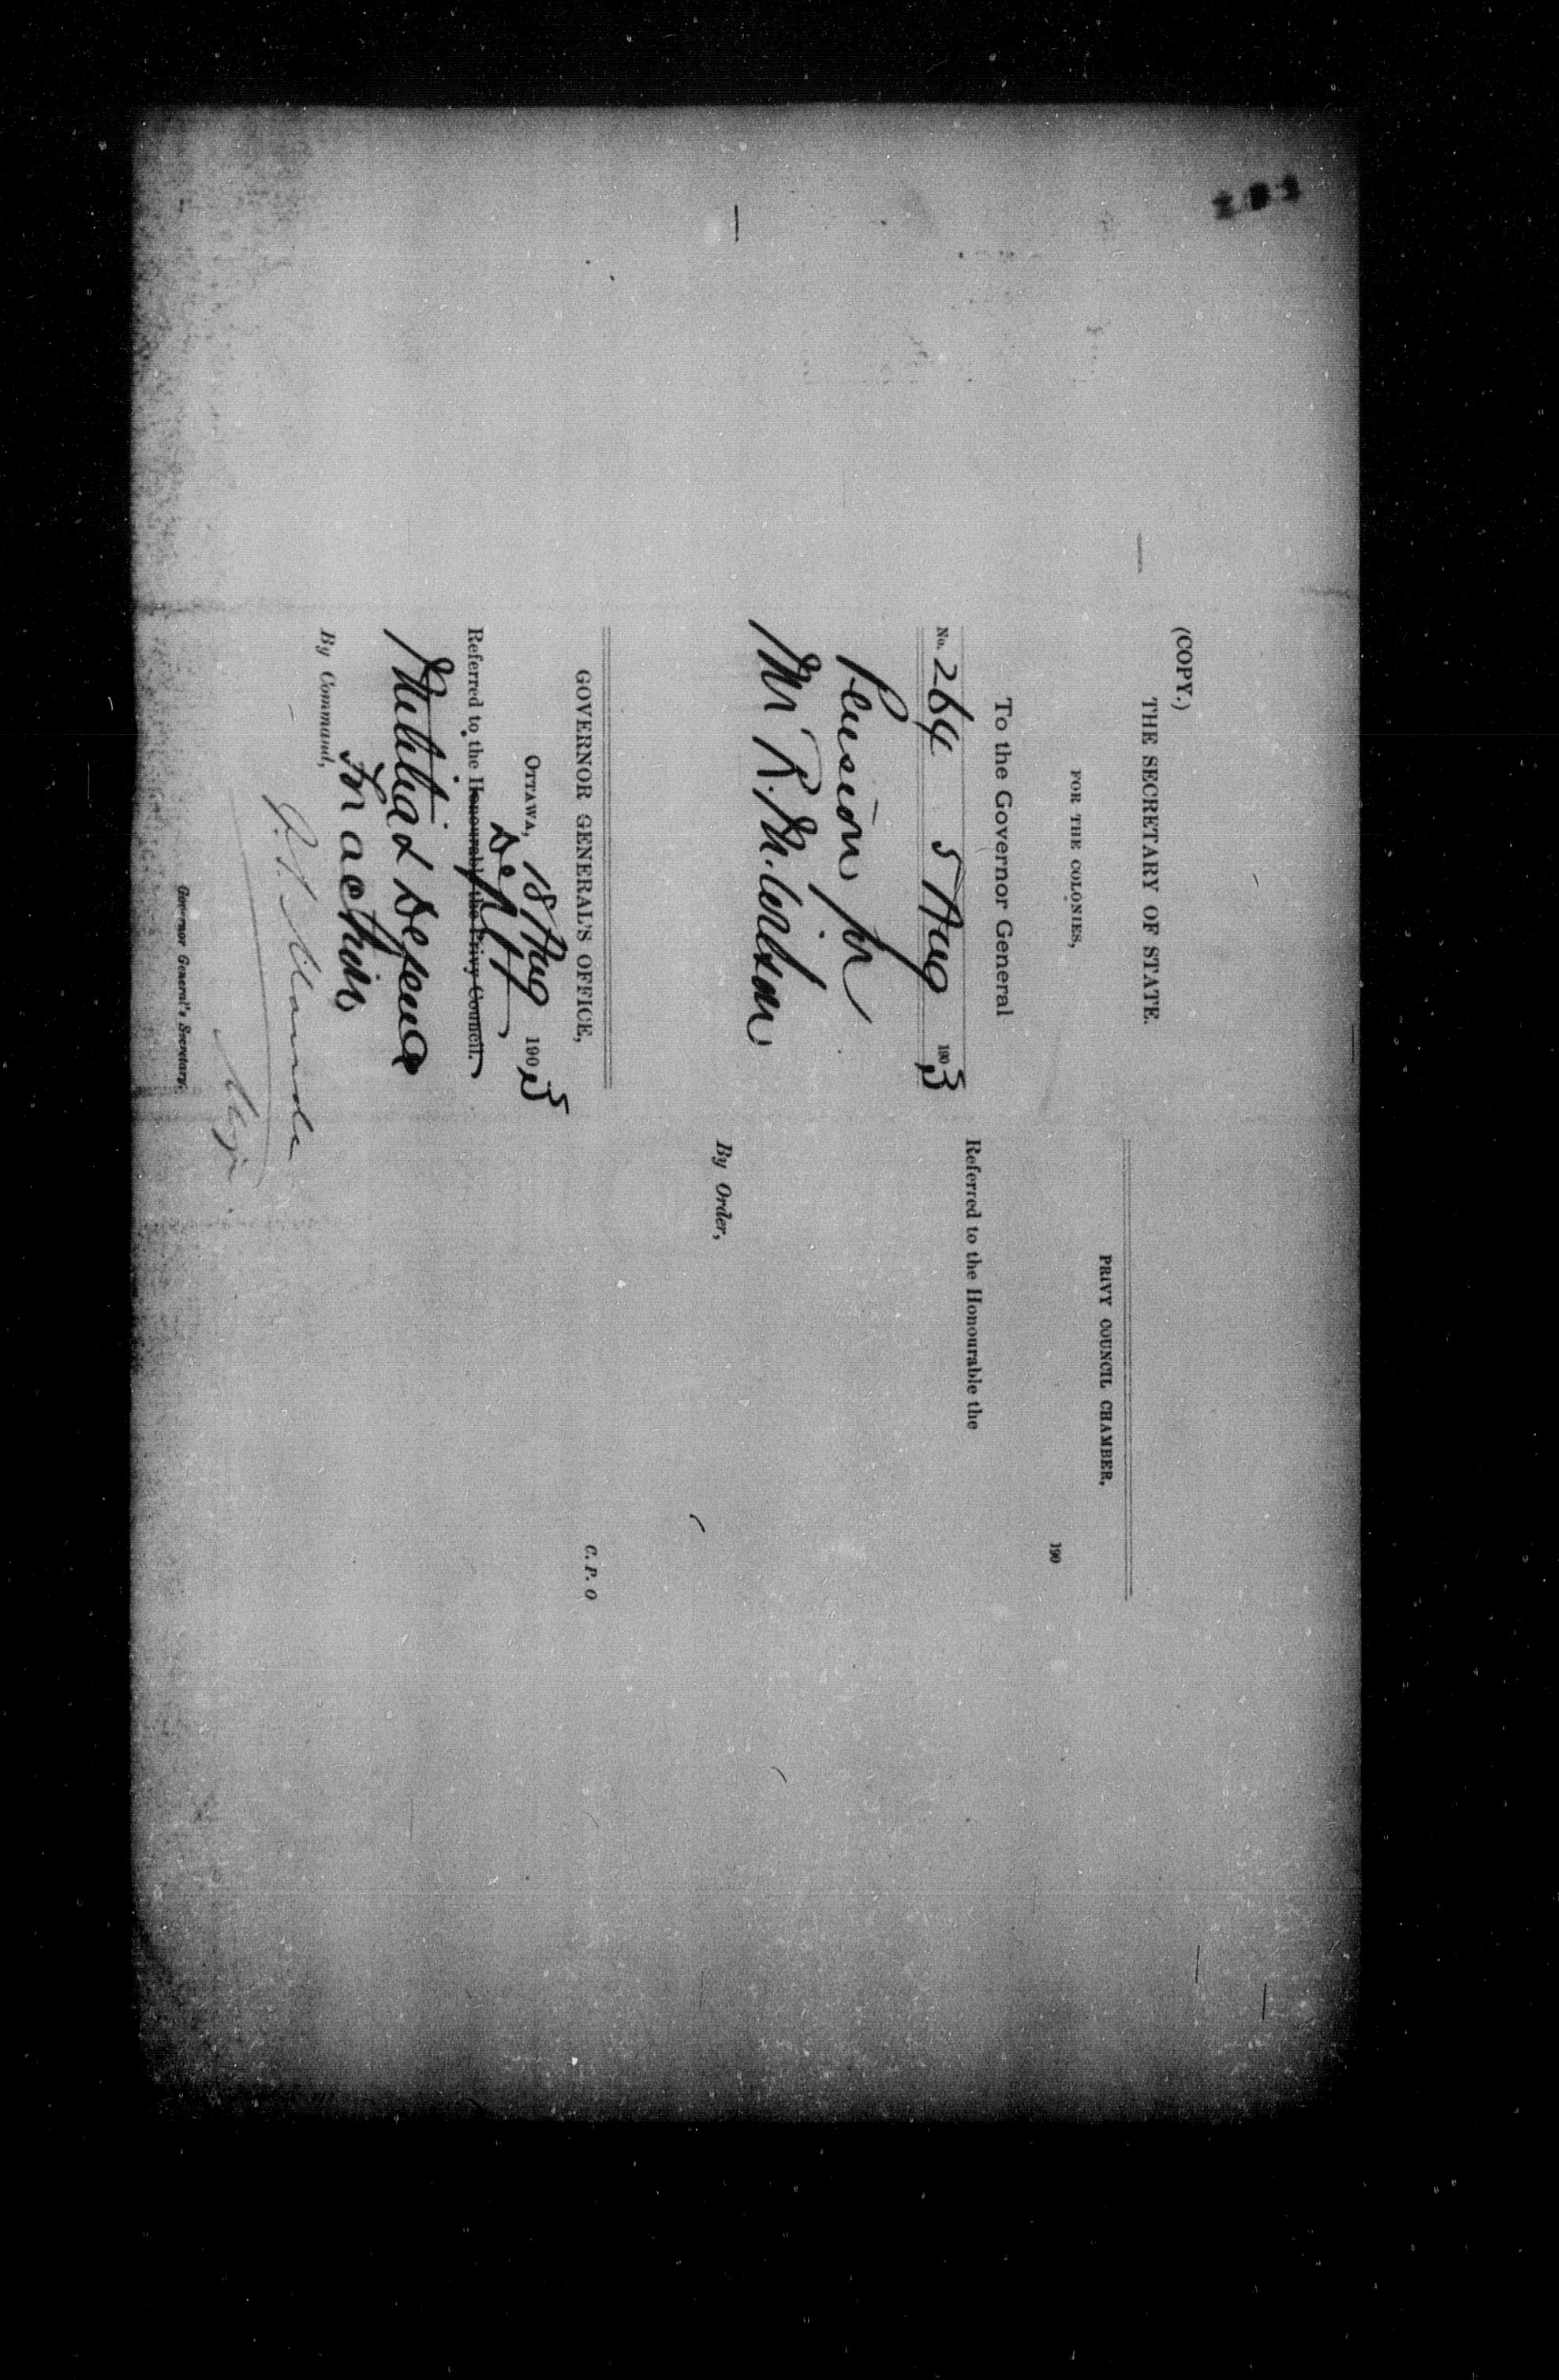 (COPY.)
THE SECRETARY OF STATE.
FOR THE COLONIES,
To the Governor General
No. 264 5 Aug 1903
Pension for
Mr R. M. Wilson
GOVERNOR GENERAL'S OFFICE,
OTTAWA, 18 Aug 1903
Dept
Referred to the Honourable the Privy Council.
Militia & Defence
For action
By Command,
Governor General's Secretary.
PRIVY COUNCIL CHAMBER,
190
Referred to the Honourable the
By Order,
C. P. O